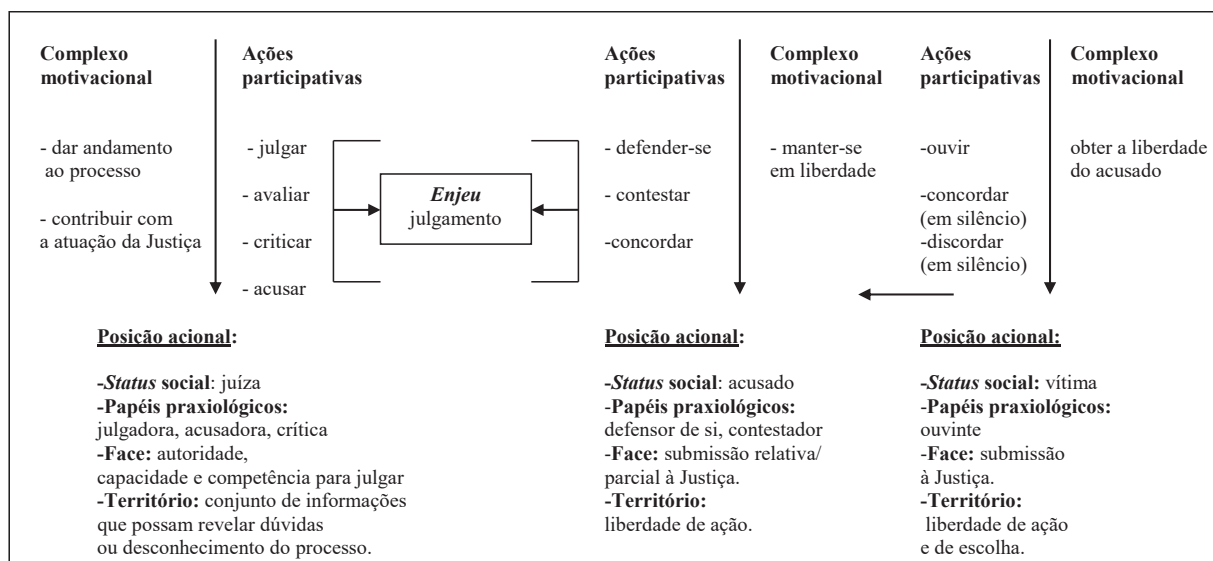 Complexo
motivacional
- dar andamento
ao processo
- contribuir com
a atuação da Justiça
Ações
participativas
- julgar
- avaliar
- criticar
- acusar
Enjeu
julgamento
Ações
participativas
- defender-se
- contestar
-concordar
Complexo
motivacional
- manter-se
em liberdade
Ações
participativas
-ouvir
-concordar
(em silêncio)
-discordar
(em silêncio)
Complexo
motivacional
obter a liberdade
do acusado
Posição acional:
-Status social: juíza
-Papéis praxiológicos:
julgadora, acusadora, crítica
-Face: autoridade,
capacidade e competência para julgar
-Território: conjunto de informações
que possam revelar dúvidas
ou desconhecimento do processo.
Posição acional:
-Status social: acusado
-Papéis praxiológicos:
defensor de si, contestador
-Face: submissão relativa/
parcial à Justiça.
-Território:
liberdade de ação.
Posição acional:
-Status social: vítima
-Papéis praxiológicos:
ouvinte
-Face: submissão
à Justiça.
-Território:
liberdade de ação
e de escolha.